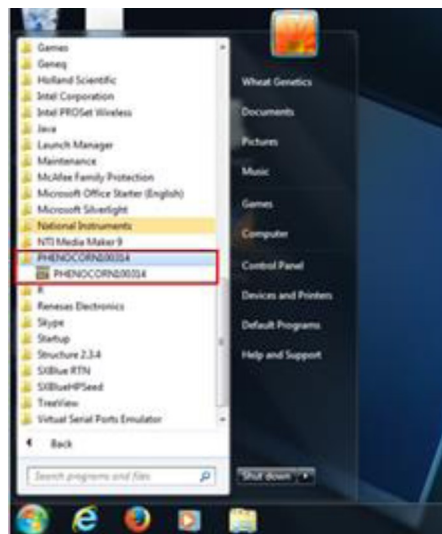 Games
Geneq
Holland Scientific
Intel Corporation
Intel PROSet Wireless
Java
Launch Manager
Maintenance
McAfee Family Protection
Microsoft Office Starter (English)
Microsoft Silverlight
National Instruments
NTI Media Maker 9
PHENOCORN100314
PHENOCORN100314
R
Renesas Electronics
Skype
Startup
Structure 2.3.4
SXBlue RTN
SXBlueHPSeed
TreeView
Virtual Serial Ports Emulator
Back
Search programs and files
Wheat Genetics
Documents
Pictures
Music
Games
Computer
Control Panel
Devices and Printers
Default Programs
Help and Support
Shut down